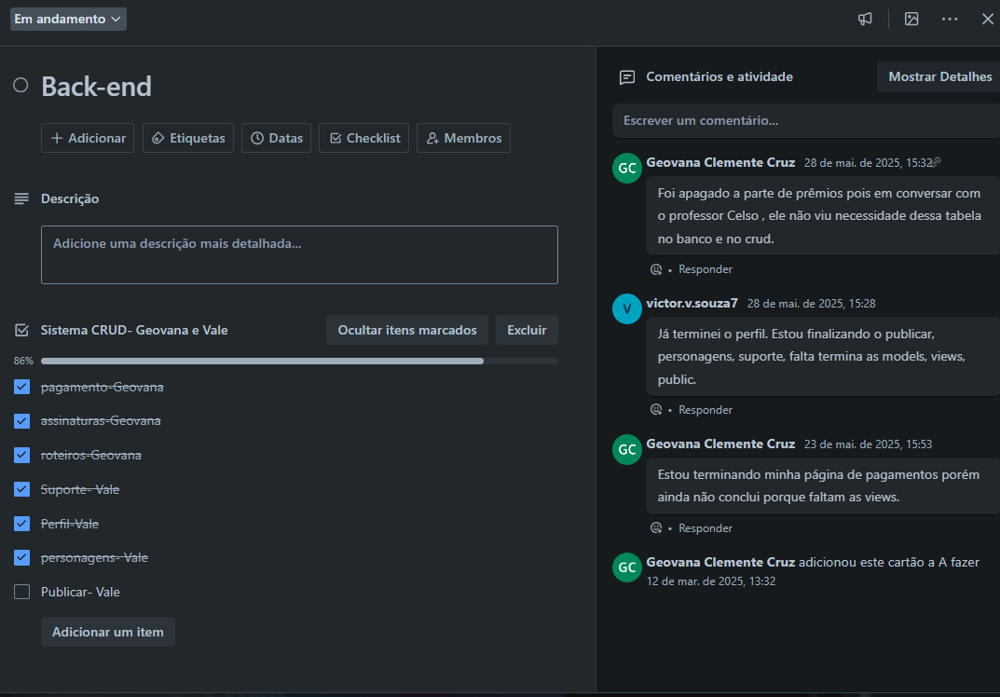 Em andamento
Back-end
Adicionar
Etiquetas
Datas
Checklist
Membros
Descrição
Adicione uma descrição mais detalhada...
Sistema CRUD- Geovana e Vale
Ocultar itens marcados
Excluir
86%
pagamento-Geovana
assinaturas-Geovana
roteiros-Geovana
Suporte- Vale
Perfil-Vale
personagens- Vale
Publicar- Vale
Adicionar um item
Comentários e atividade
Mostrar Detalhes
Escrever um comentário...
GC
Geovana Clemente Cruz 28 de mai. de 2025, 15:32
Foi apagado a parte de prêmios pois em conversar com
o professor Celso , ele não viu necessidade dessa tabela
no banco e no crud.
• Responder
V
victor.v.souza7 28 de mai. de 2025, 15:28
Já terminei o perfil. Estou finalizando o publicar,
personagens, suporte, falta termina as models, views,
public.
• Responder
GC
Geovana Clemente Cruz 23 de mai. de 2025, 15:53
Estou terminando minha página de pagamentos porém
ainda não conclui porque faltam as views.
• Responder
GC
Geovana Clemente Cruz adicionou este cartão a A fazer
12 de mar. de 2025, 13:32